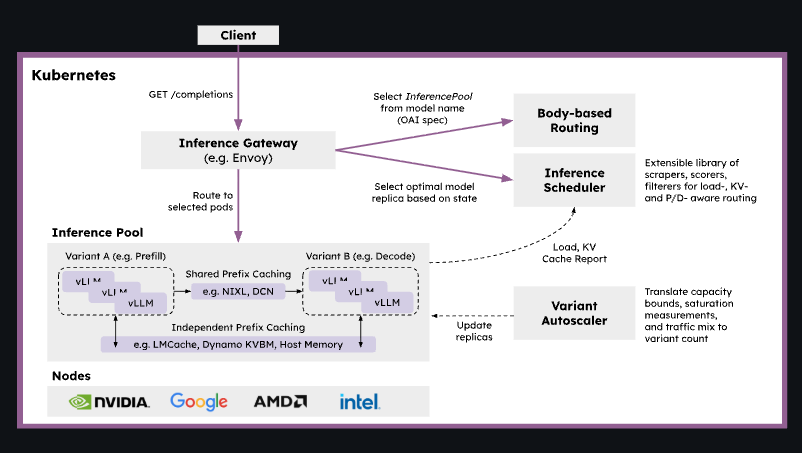 Client
Kubernetes
GET /completions
Inference Gateway
(e.g. Envoy)
Select InferencePool
from model name
(OAI spec)
Body-based
Routing
Select optimal model
replica based on state
Inference
Scheduler
Extensible library of
scrapers, scorers,
filterers for load-, KV-
and P/D- aware routing
Route to
selected pods
Inference Pool
Variant A (e.g. Prefill)
vLLM
vLLM
vLLM
Shared Prefix Caching
e.g. NIXL, DCN
Variant B (e.g. Decode)
vLLM
vLLM
vLLM
Independent Prefix Caching
e.g. LMCache, Dynamo KVBM, Host Memory
Load, KV
Cache Report
Update
replicas
Variant
Autoscaler
Translate capacity
bounds, saturation
measurements,
and traffic mix to
variant count
Nodes
NVIDIA.
Google
AMD
intel.